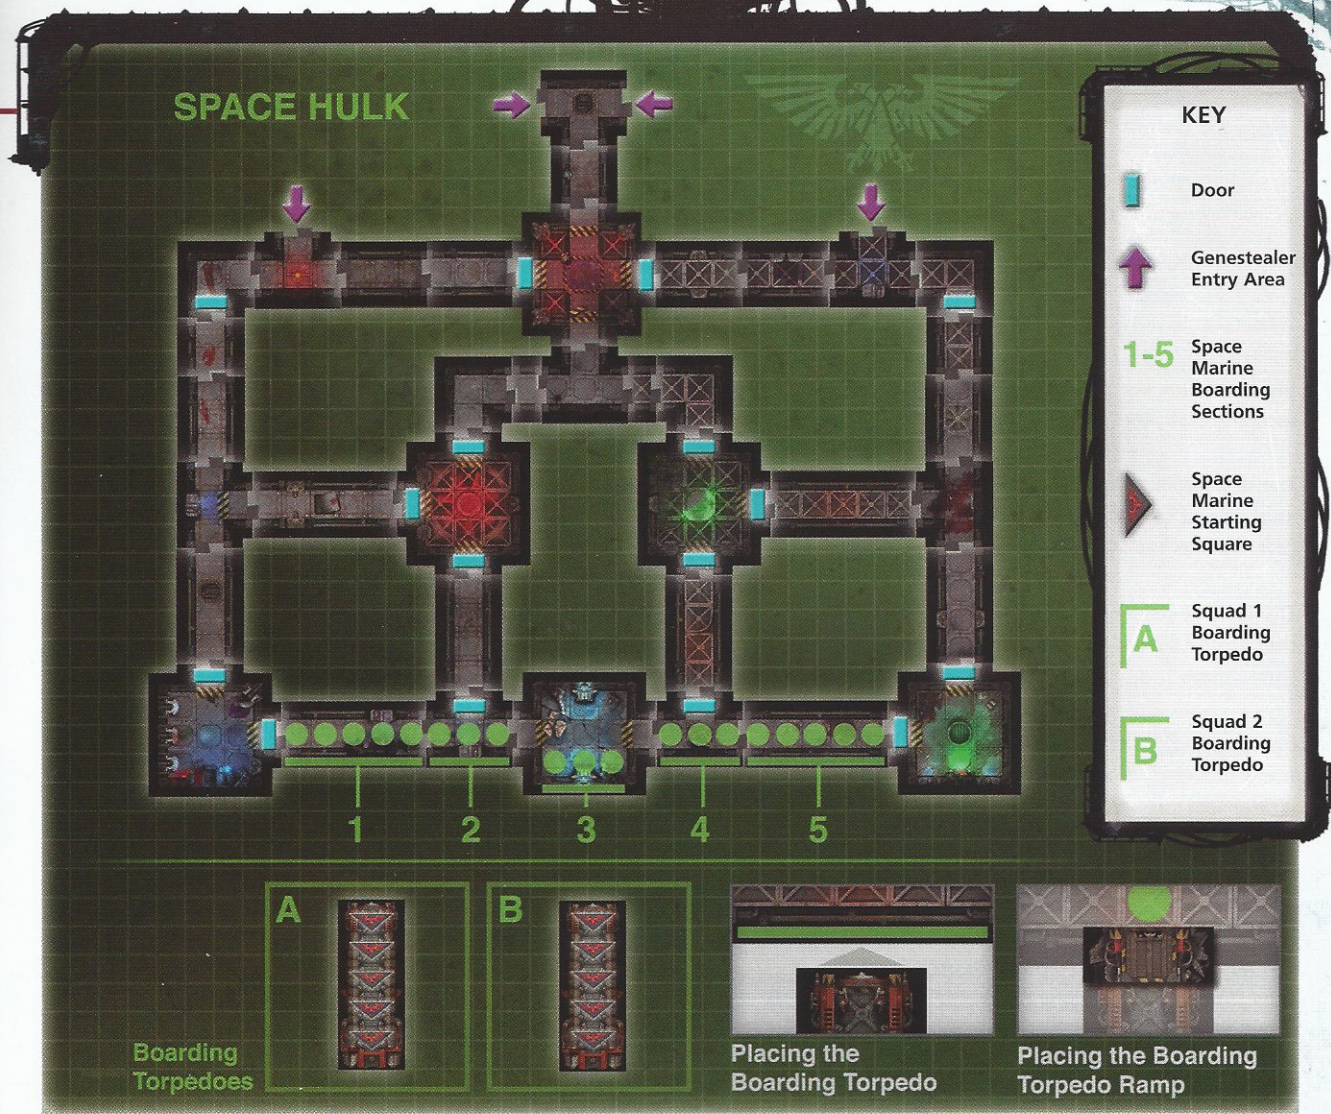 SPACE HULK
KEY
Door
Genestealer
Entry Area
1-5
Space
Marine
Boarding
Sections
Space
Marine
Starting
Square
A
Squad 1
Boarding
Torpedo
B
Squad 2
Boarding
Torpedo
1
2
3
4
5
A
B
Boarding
Torpedoes
Placing the
Boarding Torpedo
Placing the Boarding
Torpedo Ramp